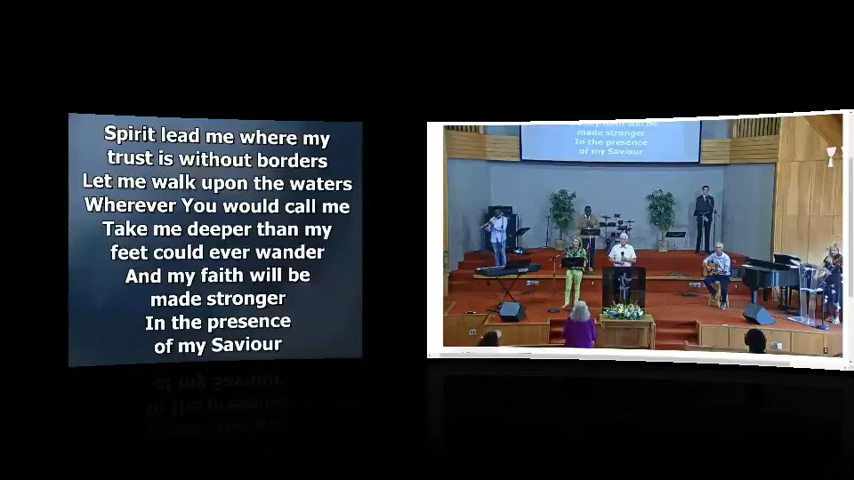 Spirit lead me where my
trust is without borders
Let me walk upon the waters
Wherever You would call me
Take me deeper than my
feet could ever wander
And my faith will be
made stronger
In the presence
of my Saviour
made stronger
In the presence
of my Saviour